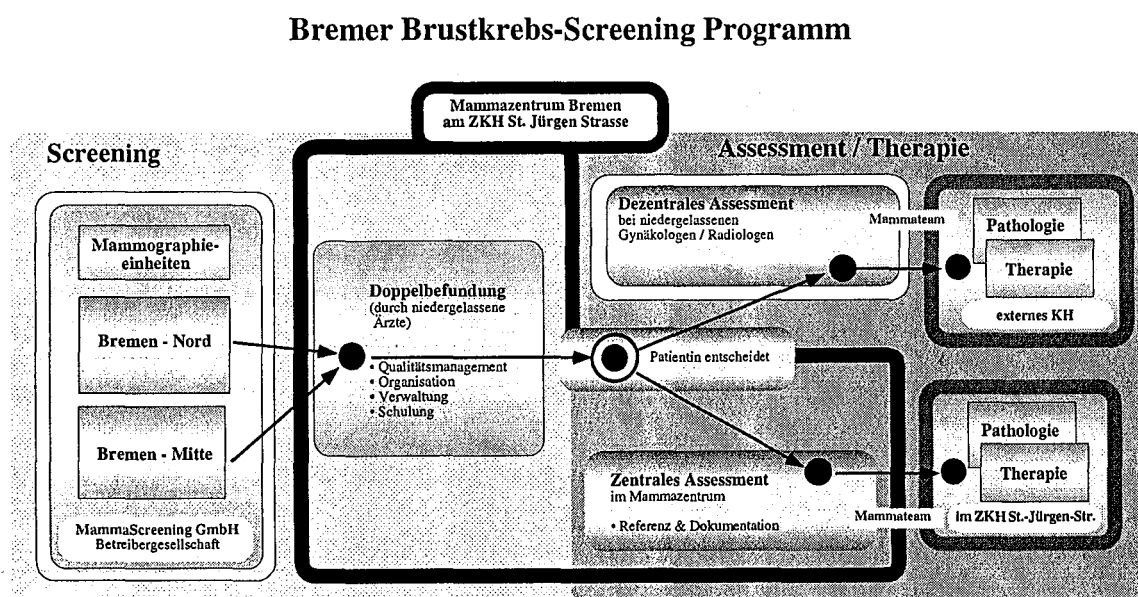 Bremer Brustkrebs-Screening Programm
Mammazentrum Bremen
am ZKH St. Jürgen Strasse
Screening
Mammographie-
einheiten
Bremen - Nord
Bremen - Mitte
MammaScreening GmbH
Betreibergesellschaft
Doppelbefundung
(durch niedergelassene
Ärzte)
• Qualitätsmanagement
• Organisation
• Verwaltung
• Schulung
Assessment / Therapie
Dezentrales Assessment
bei niedergelassenen
Gynäkologen / Radiologen
Mammateam
Pathologie
Therapie
externes KH
Patientin entscheidet
Zentrales Assessment
im Mammazentrum
• Referenz & Dokumentation
Mammateam
Pathologie
Therapie
im ZKH St.-Jürgen-Str.